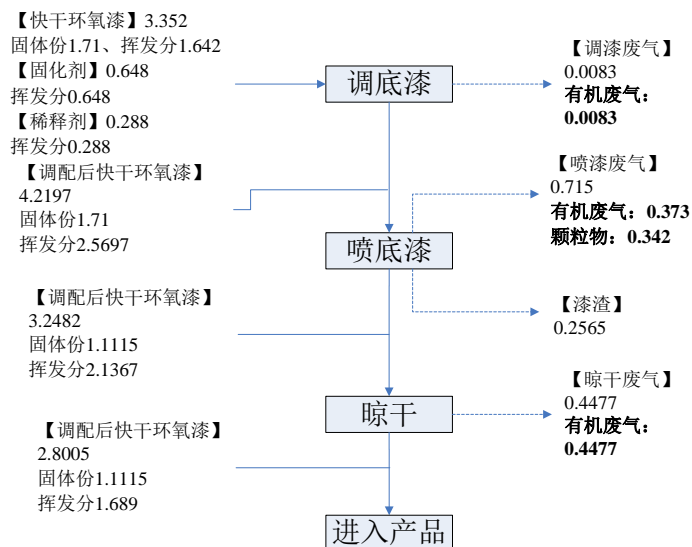 【快干环氧漆】3.352
固体份1.71、挥发分1.642
【固化剂】0.648
挥发分0.648
【稀释剂】0.288
挥发分0.288
调底漆
【调漆废气】
0.0083
有机废气：
0.0083
【调配后快干环氧漆】
4.2197
固体份1.71
挥发分2.5697
【喷漆废气】
0.715
有机废气：0.373
颗粒物：0.342
喷底漆
【调配后快干环氧漆】
3.2482
固体份1.1115
挥发分2.1367
【漆渣】
0.2565
晾干
【晾干废气】
0.4477
有机废气：
0.4477
【调配后快干环氧漆】
2.8005
固体份1.1115
挥发分1.689
进入产品